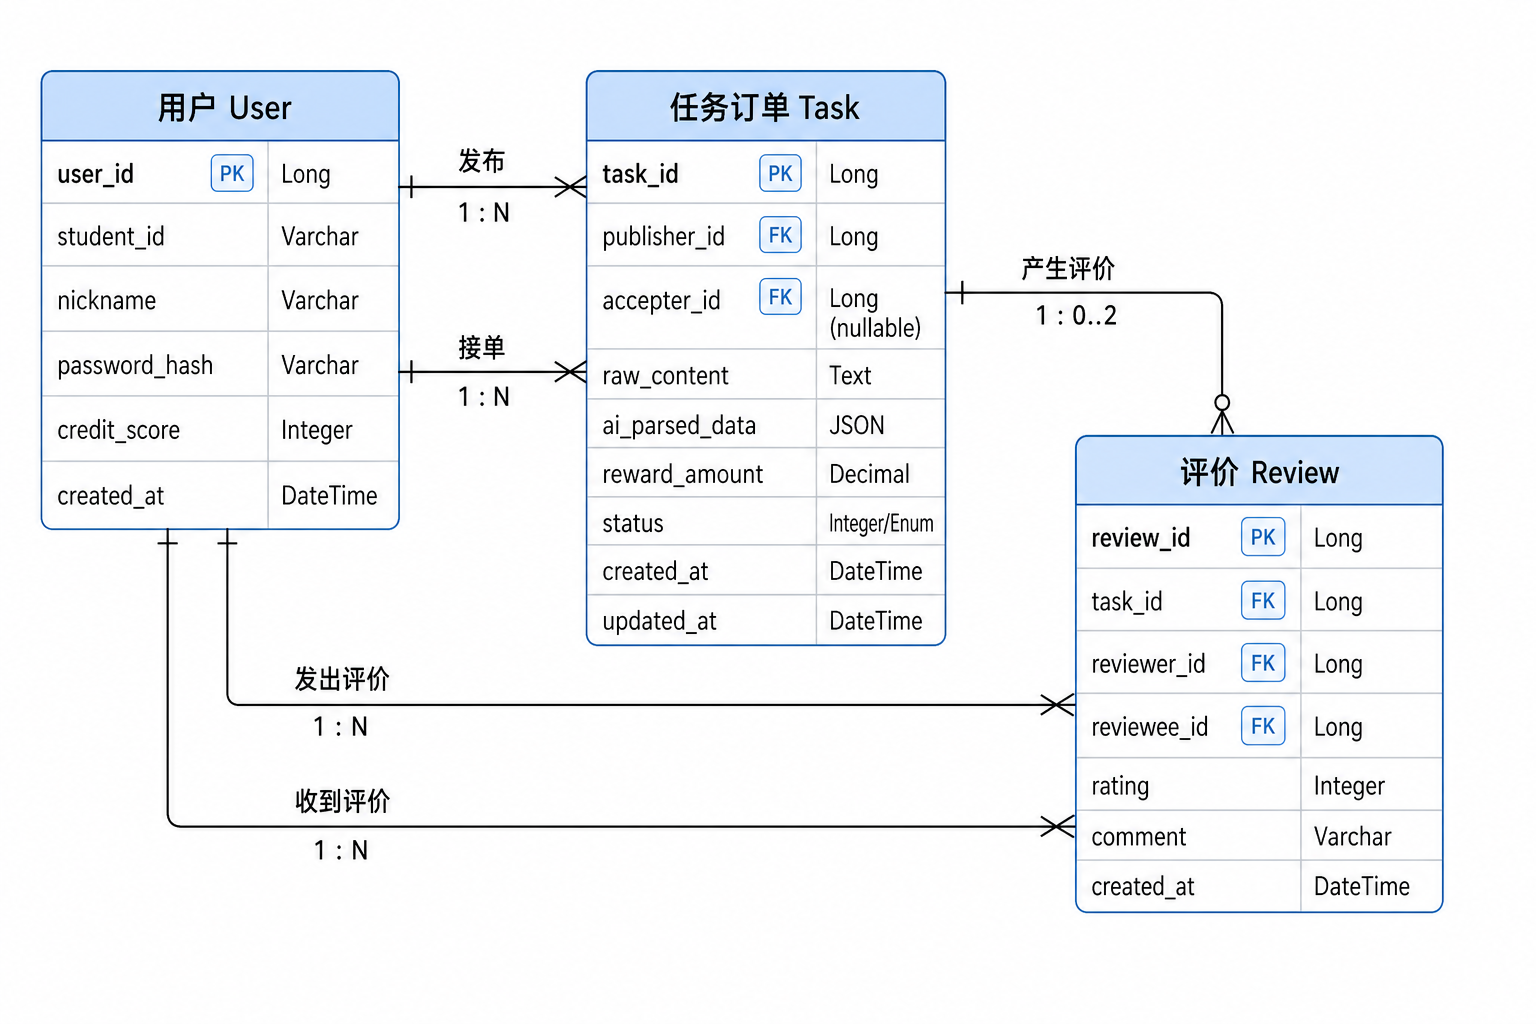 用户 User
user_id PK Long
student_id Varchar
nickname Varchar
password_hash Varchar
credit_score Integer
created_at DateTime
发布
1 : N
接单
1 : N
任务订单 Task
task_id PK Long
publisher_id FK Long
accepter_id FK Long
(nullable)
raw_content Text
ai_parsed_data JSON
reward_amount Decimal
status Integer/Enum
created_at DateTime
updated_at DateTime
产生评价
1 : 0..2
评价 Review
review_id PK Long
task_id FK Long
reviewer_id FK Long
reviewee_id FK Long
rating Integer
comment Varchar
created_at DateTime
发出评价
1 : N
收到评价
1 : N